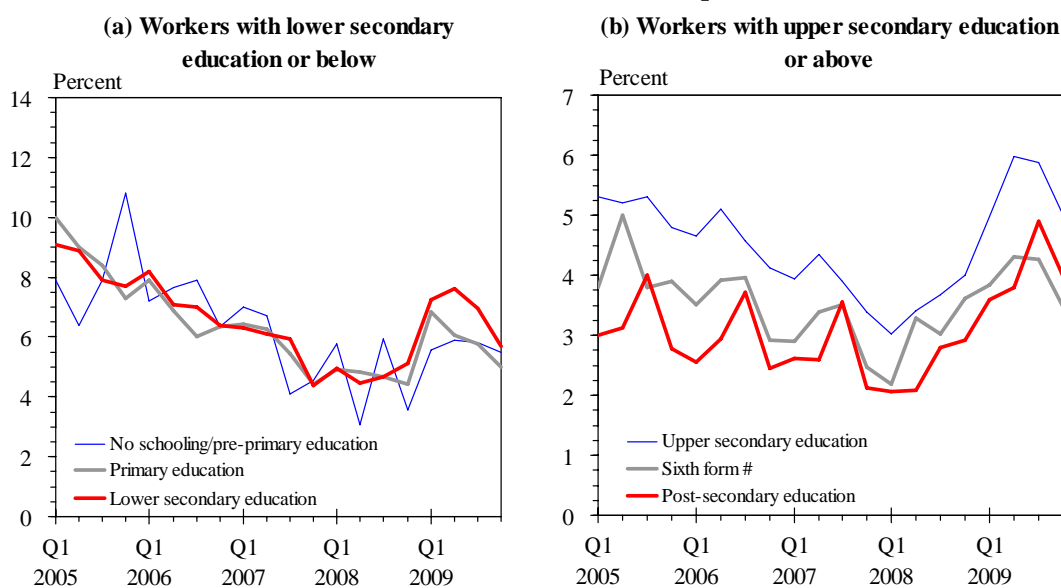 (a) Workers with lower secondary
education or below
Percent
14
12
10
8
6
4
2
0
No schooling/pre-primary education
Primary education
Lower secondary education
Q1 Q1 Q1 Q1 Q1
2005 2006 2007 2008 2009
(b) Workers with upper secondary education
or above
Percent
7
6
5
4
3
2
1
0
Upper secondary education
Sixth form #
Post-secondary education
Q1 Q1 Q1 Q1 Q1
2005 2006 2007 2008 2009